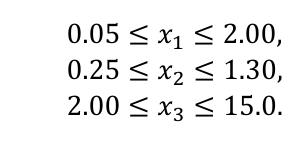 0.05 ≤ x₁ ≤ 2.00,
0.25 ≤ x₂ ≤ 1.30,
2.00 ≤ x₃ ≤ 15.0.